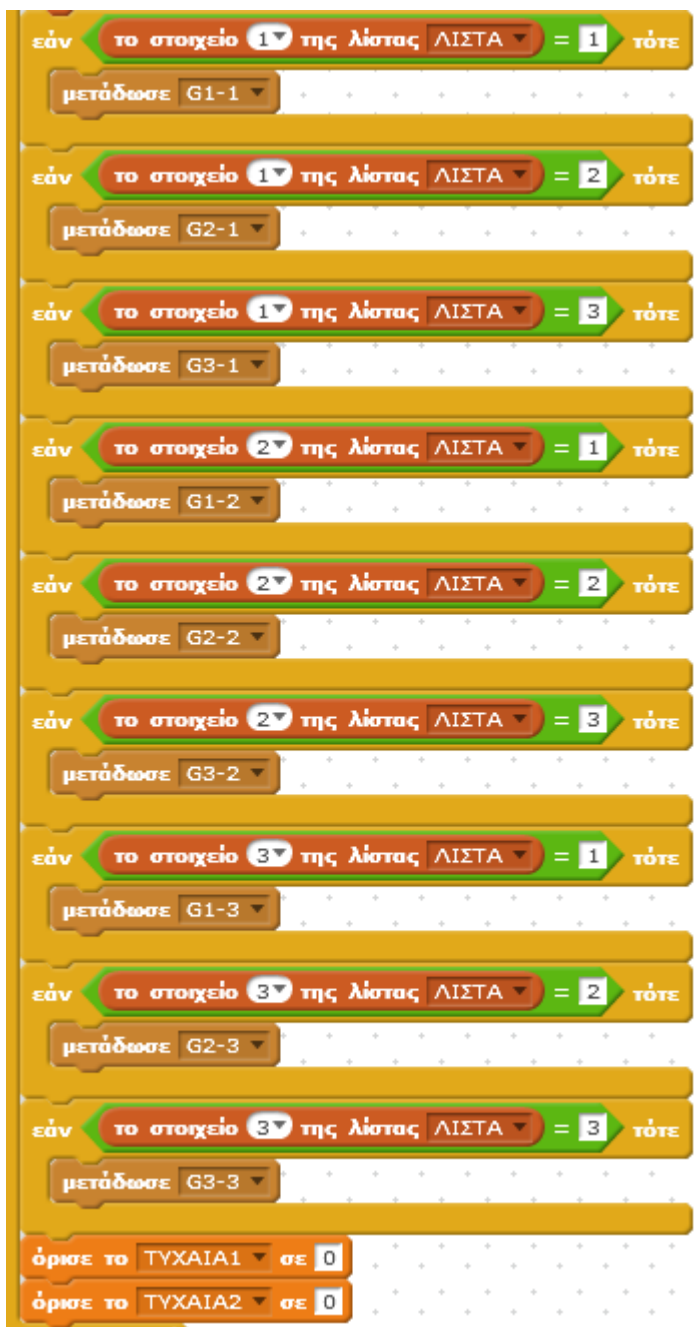 εάν το στοιχείο 1 της λίστας ΛΙΣΤΑ = 1 τότε
μετάδωσε G1-1
εάν το στοιχείο 1 της λίστας ΛΙΣΤΑ = 2 τότε
μετάδωσε G2-1
εάν το στοιχείο 1 της λίστας ΛΙΣΤΑ = 3 τότε
μετάδωσε G3-1
εάν το στοιχείο 2 της λίστας ΛΙΣΤΑ = 1 τότε
μετάδωσε G1-2
εάν το στοιχείο 2 της λίστας ΛΙΣΤΑ = 2 τότε
μετάδωσε G2-2
εάν το στοιχείο 2 της λίστας ΛΙΣΤΑ = 3 τότε
μετάδωσε G3-2
εάν το στοιχείο 3 της λίστας ΛΙΣΤΑ = 1 τότε
μετάδωσε G1-3
εάν το στοιχείο 3 της λίστας ΛΙΣΤΑ = 2 τότε
μετάδωσε G2-3
εάν το στοιχείο 3 της λίστας ΛΙΣΤΑ = 3 τότε
μετάδωσε G3-3
όρισε το ΤΥΧΑΙΑ1 σε 0
όρισε το ΤΥΧΑΙΑ2 σε 0